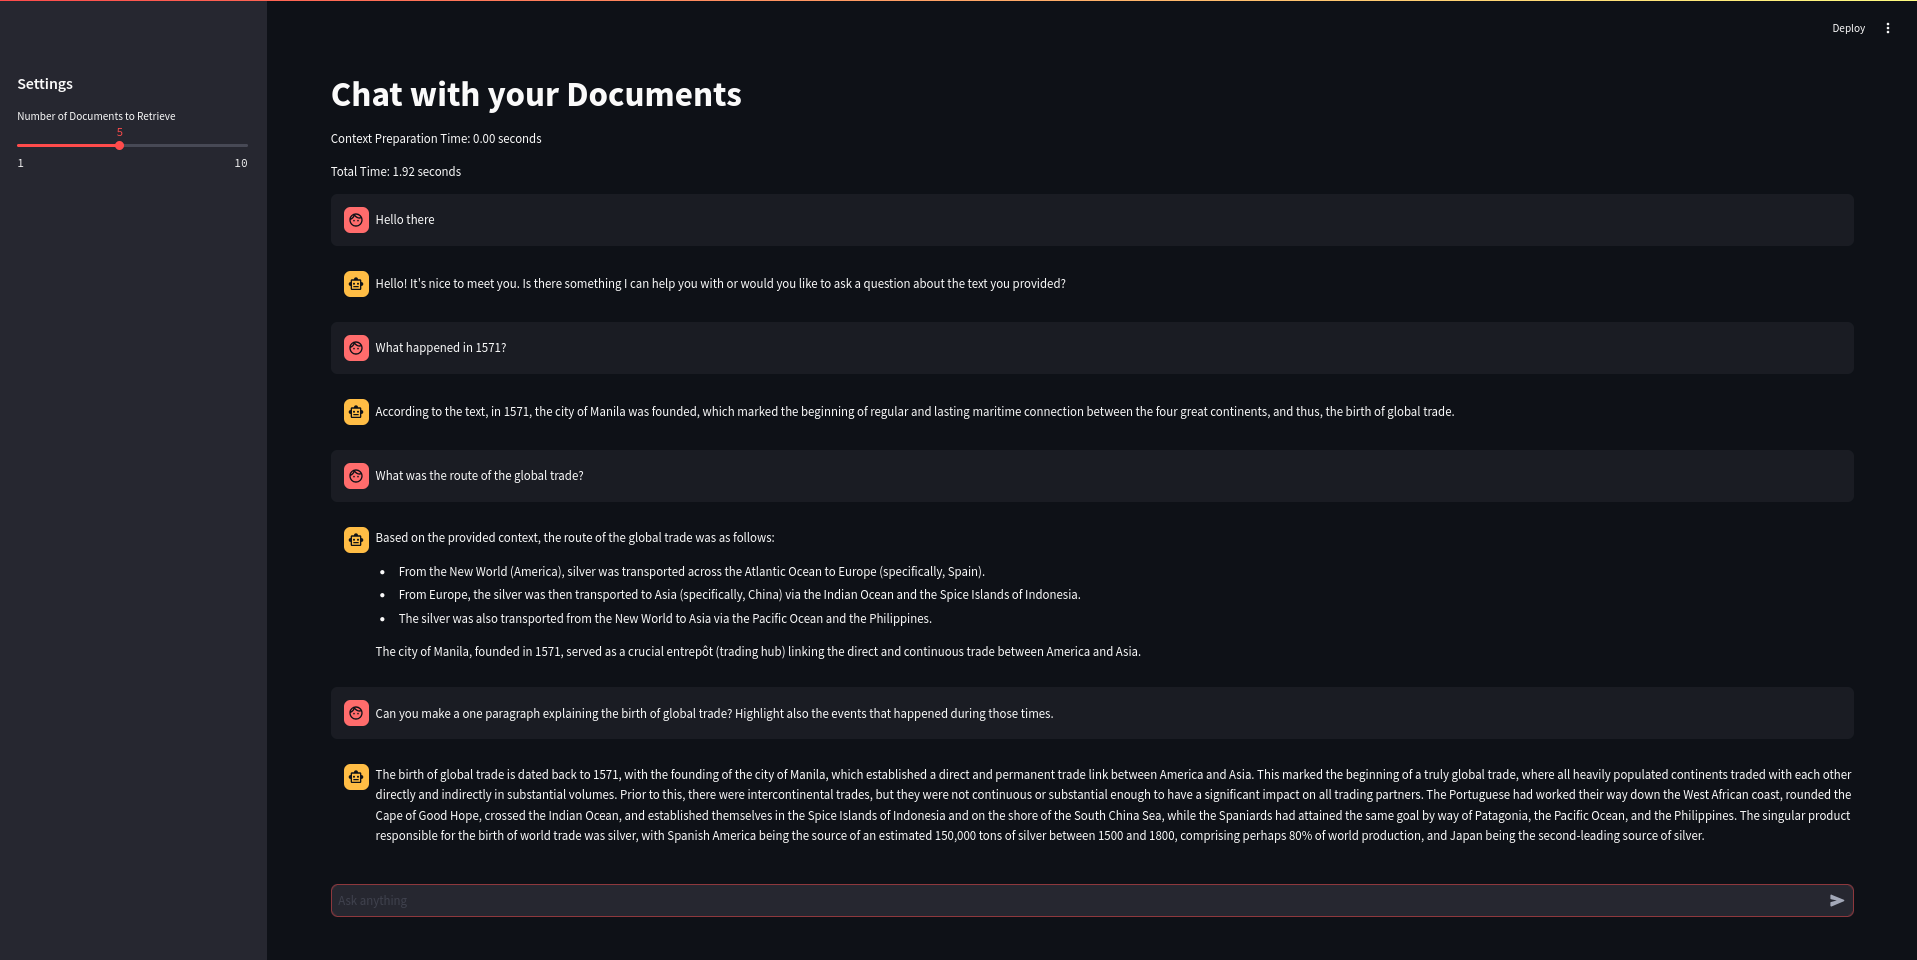 Deploy
Settings
Number of Documents to Retrieve
5
1 10
Chat with your Documents
Context Preparation Time: 0.00 seconds
Total Time: 1.92 seconds
Hello there
Hello! It's nice to meet you. Is there something I can help you with or would you like to ask a question about the text you provided?
What happened in 1571?
According to the text, in 1571, the city of Manila was founded, which marked the beginning of regular and lasting maritime connection between the four great continents, and thus, the birth of global trade.
What was the route of the global trade?
Based on the provided context, the route of the global trade was as follows:
• From the New World (America), silver was transported across the Atlantic Ocean to Europe (specifically, Spain).
• From Europe, the silver was then transported to Asia (specifically, China) via the Indian Ocean and the Spice Islands of Indonesia.
• The silver was also transported from the New World to Asia via the Pacific Ocean and the Philippines.
The city of Manila, founded in 1571, served as a crucial entrepôt (trading hub) linking the direct and continuous trade between America and Asia.
Can you make a one paragraph explaining the birth of global trade? Highlight also the events that happened during those times.
The birth of global trade is dated back to 1571, with the founding of the city of Manila, which established a direct and permanent trade link between America and Asia. This marked the beginning of a truly global trade, where all heavily populated continents traded with each other
directly and indirectly in substantial volumes. Prior to this, there were intercontinental trades, but they were not continuous or substantial enough to have a significant impact on all trading partners. The Portuguese had worked their way down the West African coast, rounded the
Cape of Good Hope, crossed the Indian Ocean, and established themselves in the Spice Islands of Indonesia and on the shore of the South China Sea, while the Spaniards had attained the same goal by way of Patagonia, the Pacific Ocean, and the Philippines. The singular product
responsible for the birth of world trade was silver, with Spanish America being the source of an estimated 150,000 tons of silver between 1500 and 1800, comprising perhaps 80% of world production, and Japan being the second-leading source of silver.
Ask anything